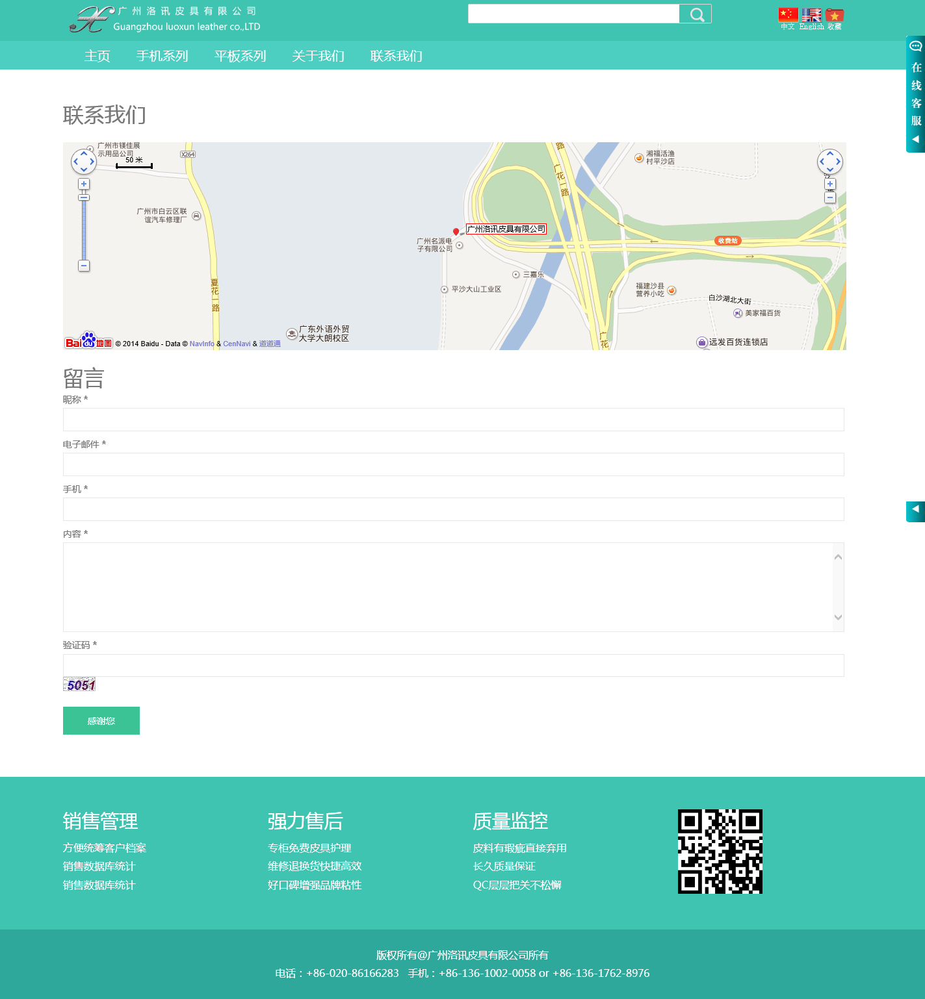 广州洛讯皮具有限公司
Guangzhou luoxun leather co.,LTD
中文 English 收藏
主页 手机系列 平板系列 关于我们 联系我们
在线客服
联系我们
广州市镁佳展
示用品公司
50 米
X264
广花一路
湘福活渔
村平沙店
广州市白云区联
谊汽车修理厂
广州洛讯皮具有限公司
广州名派电
子有限公司
收费站
三嘉乐
夏花一路
平沙大山工业区
福建沙县
营养小吃
白沙湖北大街
美家福百货
广东外语外贸
大学大朗校区
广花
远发百货连锁店
Bai du 地图 © 2014 Baidu - Data © NavInfo & CenNavi & 道道通
留言
昵称 *
电子邮件 *
手机 *
内容 *
验证码 *
5051
感谢您
销售管理
方便统筹客户档案
销售数据库统计
销售数据库统计
强力售后
专柜免费皮具护理
维修退换货快捷高效
好口碑增强品牌粘性
质量监控
皮料有瑕疵直接弃用
长久质量保证
QC层层把关不松懈
版权所有@广州洛讯皮具有限公司所有
电话：+86-020-86166283 手机：+86-136-1002-0058 or +86-136-1762-8976